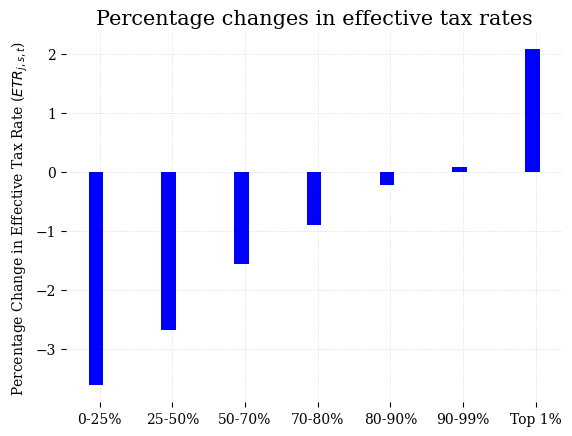 Percentage changes in effective tax rates
Percentage Change in Effective Tax Rate (ETR_{j,s,t})
2
1
0
−1
−2
−3
0-25% 25-50% 50-70% 70-80% 80-90% 90-99% Top 1%